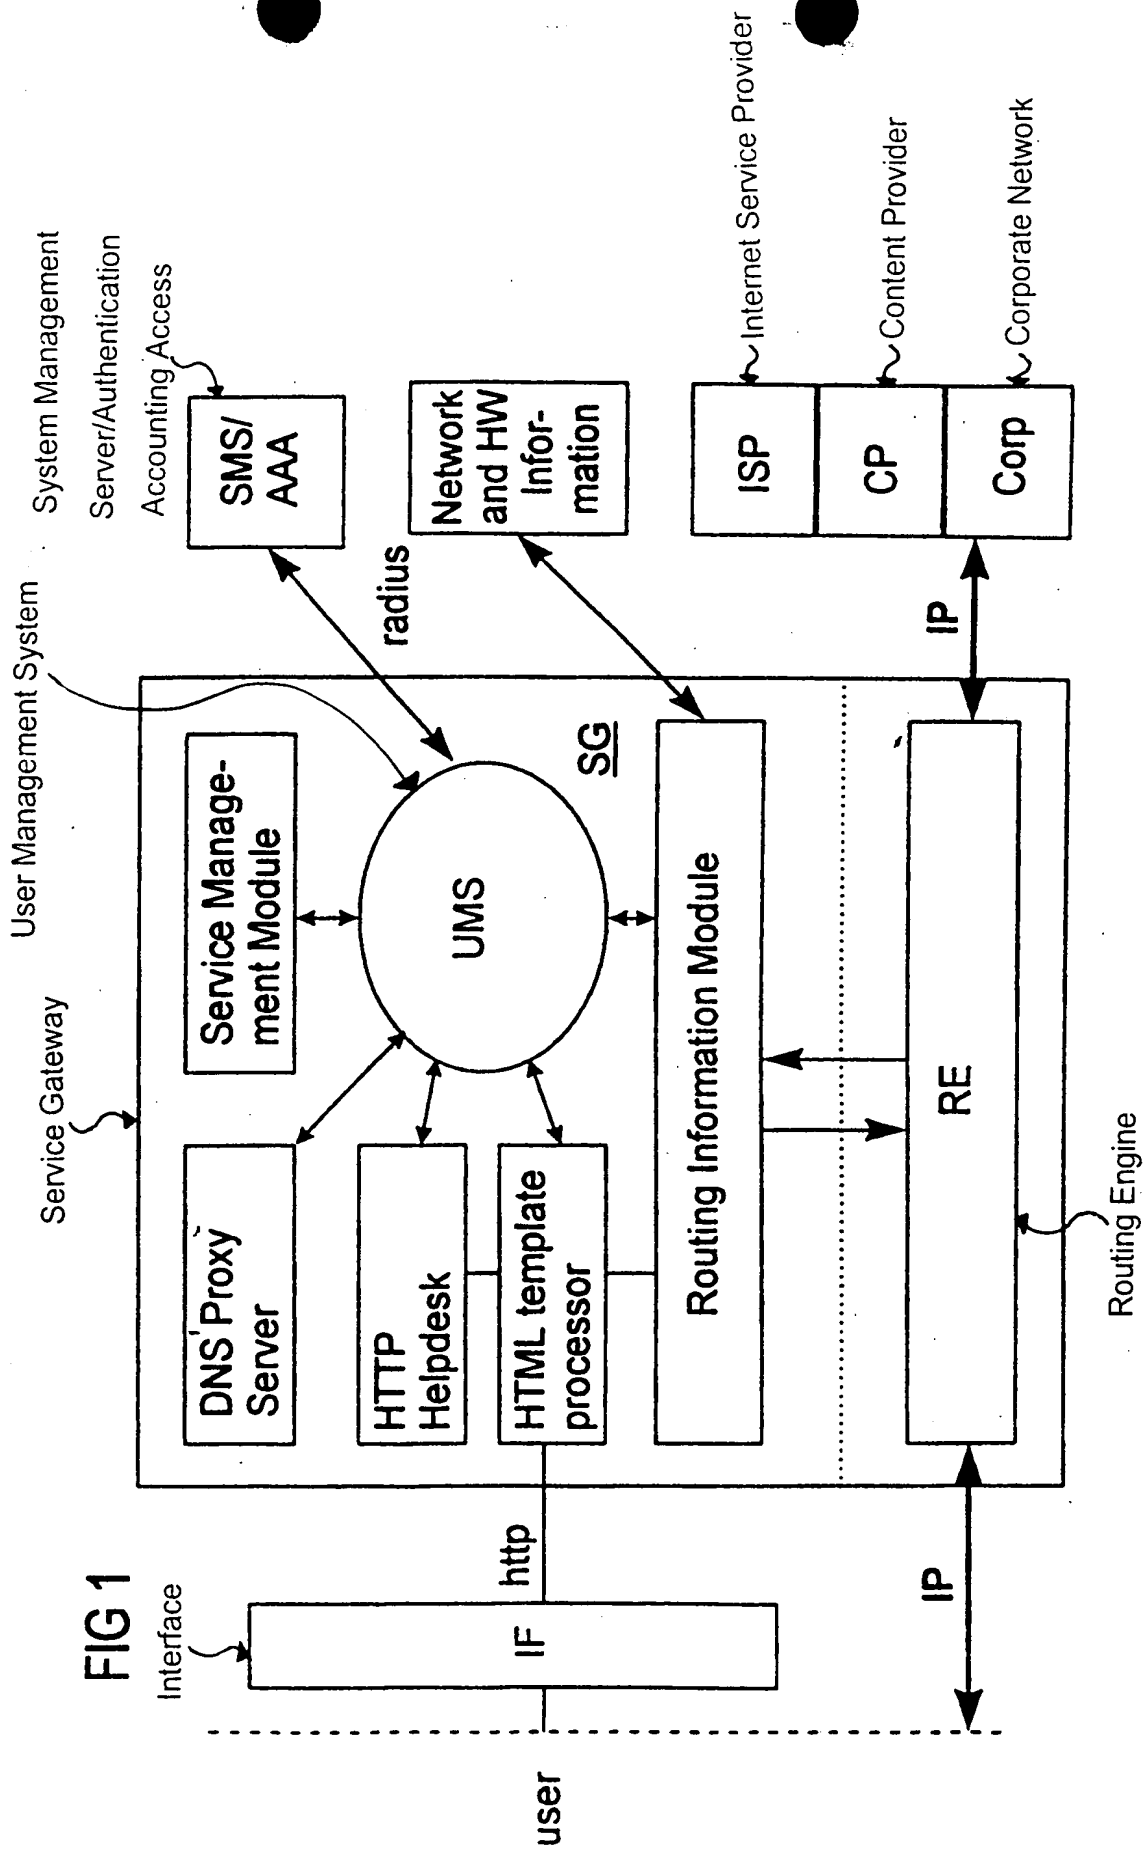 FIG 1
Interface
IF
user
http
IP
Service Gateway
User Management System
DNS Proxy
Server
Service Manage-
ment Module
HTTP
Helpdesk
HTML template
processor
UMS
SG
Routing Information Module
RE
Routing Engine
System Management
Server/Authentication
Accounting Access
SMS/
AAA
radius
Network
and HW
Infor-
mation
IP
ISP
Internet Service Provider
CP
Content Provider
Corp
Corporate Network